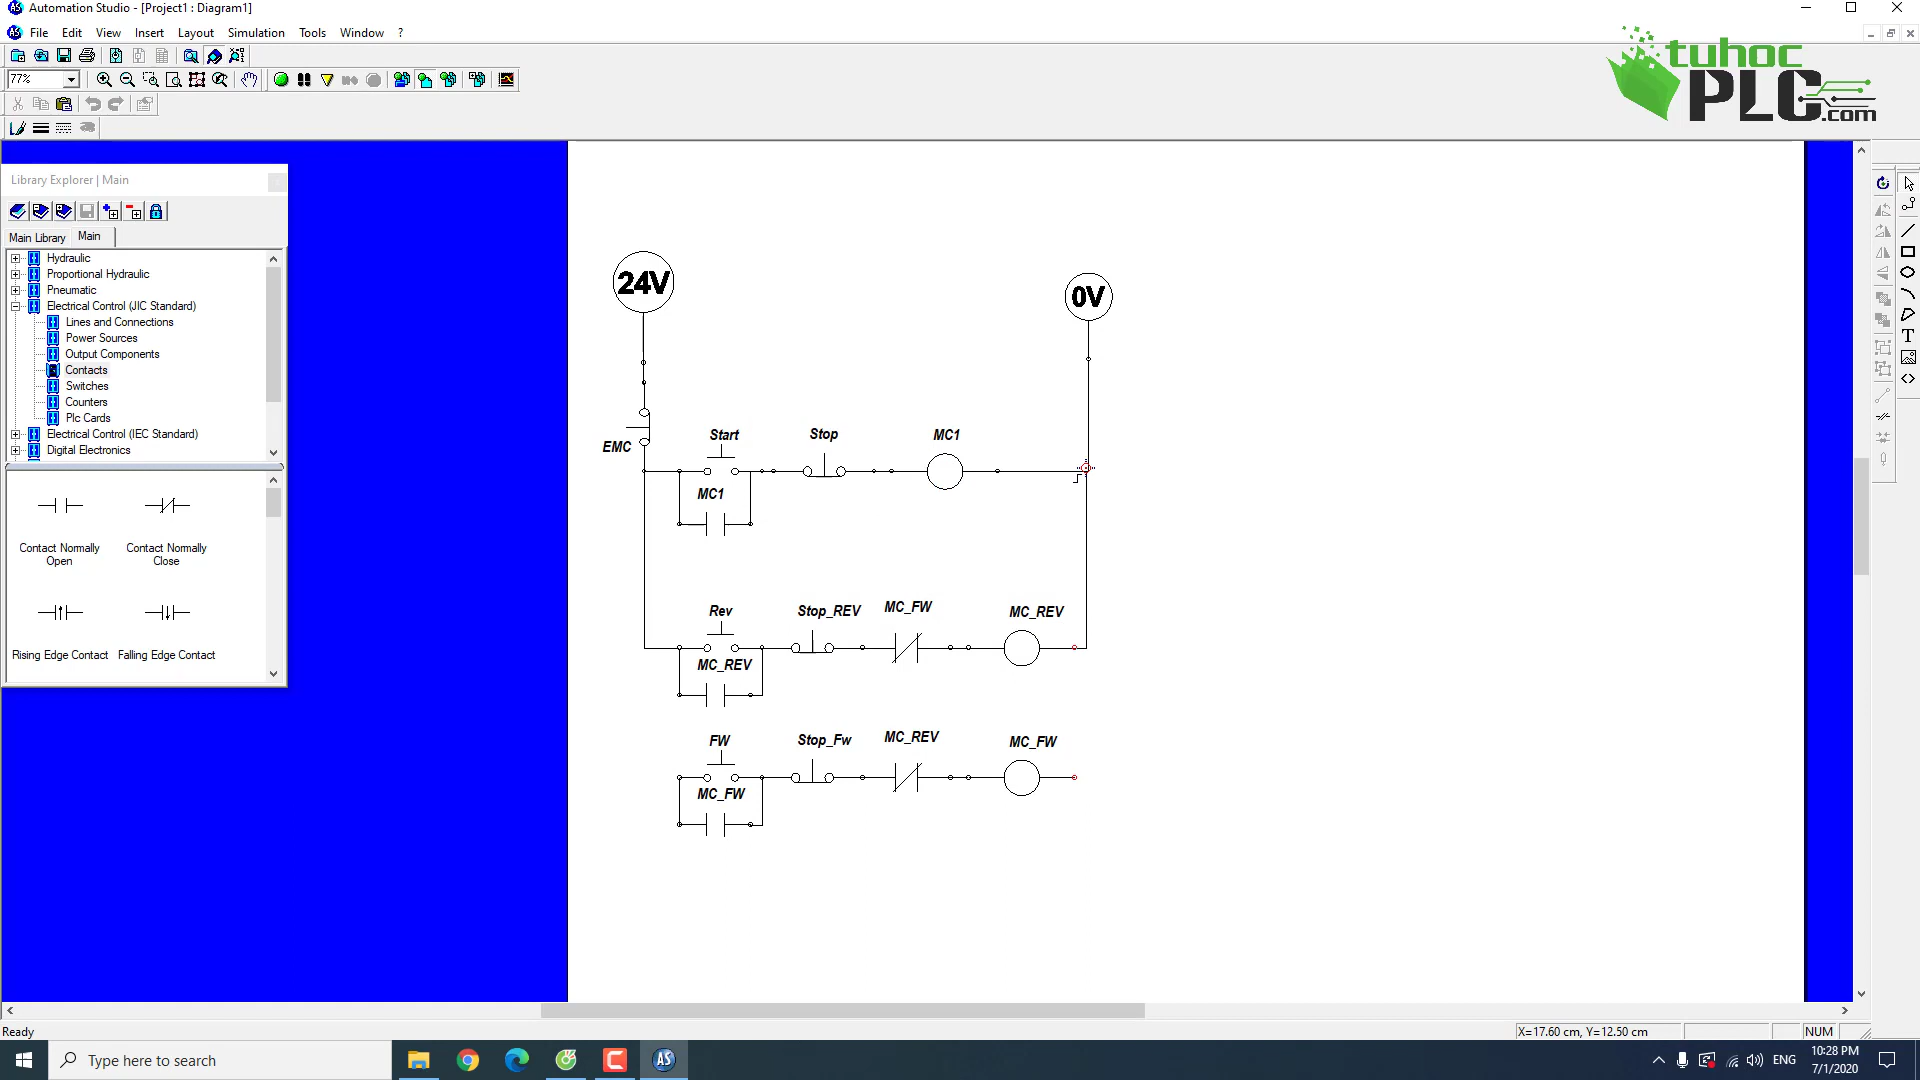 Automation Studio - [Project1 : Diagram1]
File Edit View Insert Layout Simulation Tools Window ?
77%
tuhoc
PLC.com
Library Explorer | Main
Main Library Main
Hydraulic
Proportional Hydraulic
Pneumatic
Electrical Control (JIC Standard)
Lines and Connections
Power Sources
Output Components
Contacts
Switches
Counters
Plc Cards
Electrical Control (IEC Standard)
Digital Electronics
Contact Normally Open
Contact Normally Close
Rising Edge Contact
Falling Edge Contact
24V
0V
EMC
Start
Stop
MC1
MC1
Rev
Stop_REV
MC_FW
MC_REV
MC_REV
FW
Stop_Fw
MC_REV
MC_FW
MC_FW
Ready
X=17.60 cm, Y=12.50 cm
NUM
Type here to search
ENG
10:28 PM
7/1/2020